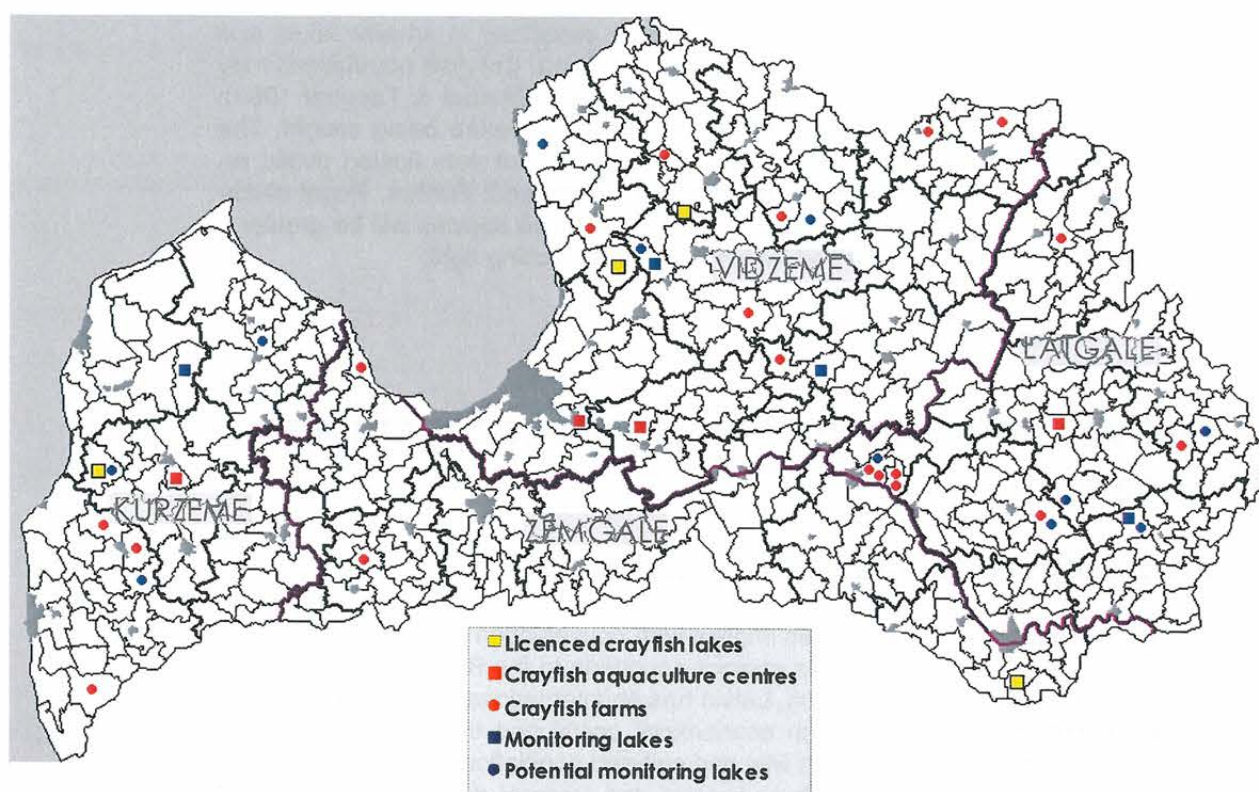 VIDZEME
LATGALE
KURZEME
ZEMGALE
Licenced crayfish lakes
Crayfish aquaculture centres
Crayfish farms
Monitoring lakes
Potential monitoring lakes